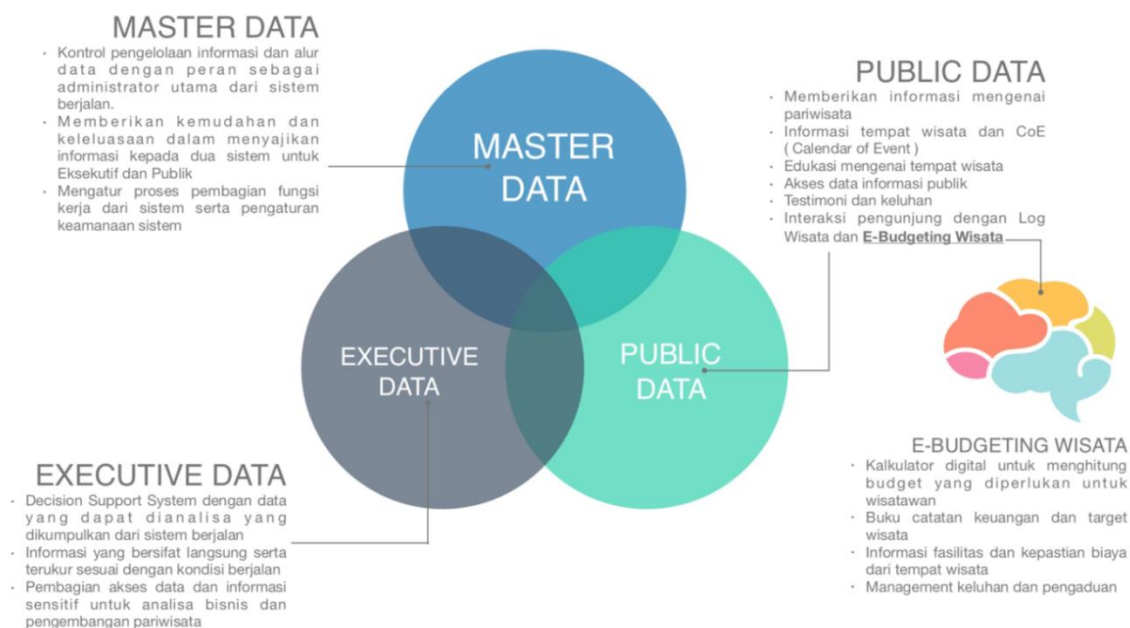 MASTER DATA
· Kontrol pengelolaan informasi dan alur
data dengan peran sebagai
administrator utama dari sistem
berjalan.
· Memberikan kemudahan dan
keleluasaan dalam menyajikan
informasi kepada dua sistem untuk
Eksekutif dan Publik
· Mengatur proses pembagian fungsi
kerja dari sistem serta pengaturan
keamanaan sistem
MASTER
DATA
PUBLIC DATA
· Memberikan informasi mengenai
pariwisata
· Informasi tempat wisata dan CoE
( Calendar of Event )
· Edukasi mengenai tempat wisata
· Akses data informasi publik
· Testimoni dan keluhan
· Interaksi pengunjung dengan Log
Wisata dan E-Budgeting Wisata
EXECUTIVE
DATA
PUBLIC
DATA
EXECUTIVE DATA
· Decision Support System dengan data
yang dapat dianalisa yang
dikumpulkan dari sistem berjalan
· Informasi yang bersifat langsung serta
terukur sesuai dengan kondisi berjalan
· Pembagian akses data dan informasi
sensitif untuk analisa bisnis dan
pengembangan pariwisata
E-BUDGETING WISATA
· Kalkulator digital untuk menghitung
budget yang diperlukan untuk
wisatawan
· Buku catatan keuangan dan target
wisata
· Informasi fasilitas dan kepastian biaya
dari tempat wisata
· Management keluhan dan pengaduan